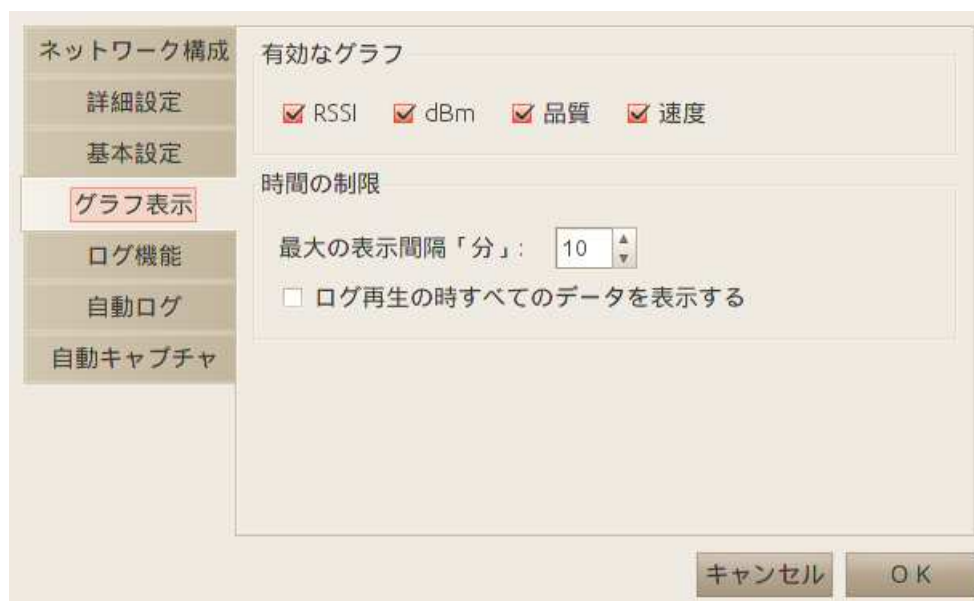 ネットワーク構成
詳細設定
基本設定
グラフ表示
ログ機能
自動ログ
自動キャプチャ
有効なグラフ
RSSI dBm 品質 速度
時間の制限
最大の表示間隔「分」: 10
ログ再生の時すべてのデータを表示する
キャンセル OK